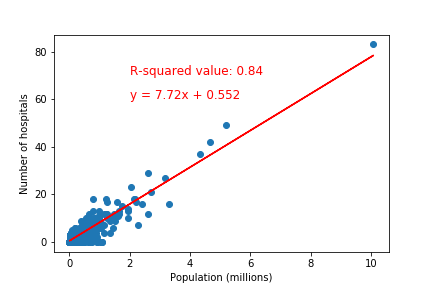 R-squared value: 0.84
y = 7.72x + 0.552
Number of hospitals
80
60
40
20
0
0 2 4 6 8 10
Population (millions)